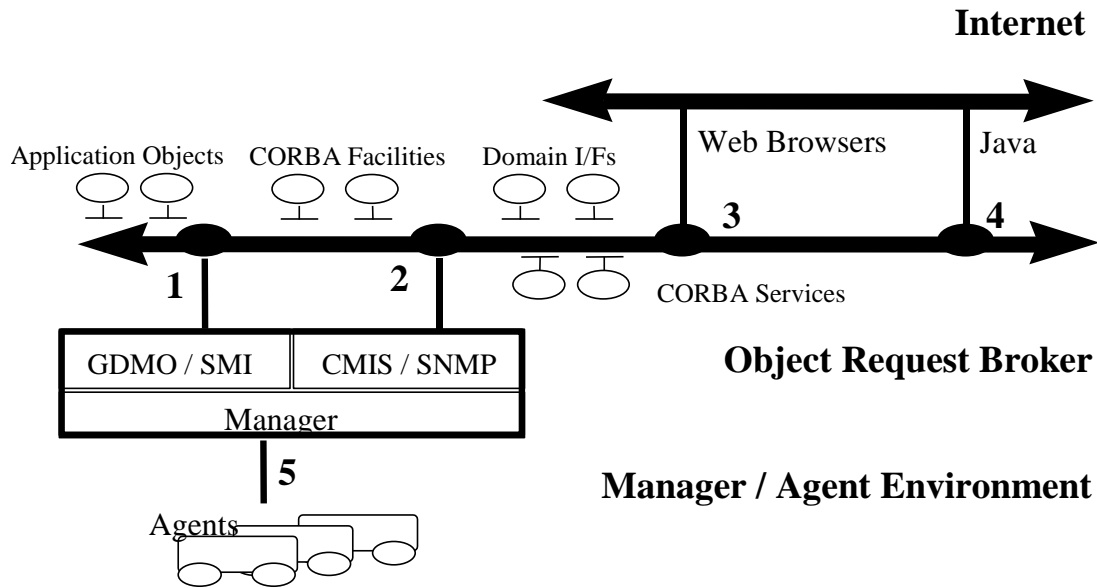 Internet
Web Browsers
Java
Application Objects
CORBA Facilities
Domain I/Fs
3
4
1
2
CORBA Services
GDMO / SMI
CMIS / SNMP
Object Request Broker
Manager
5
Manager / Agent Environment
Agents